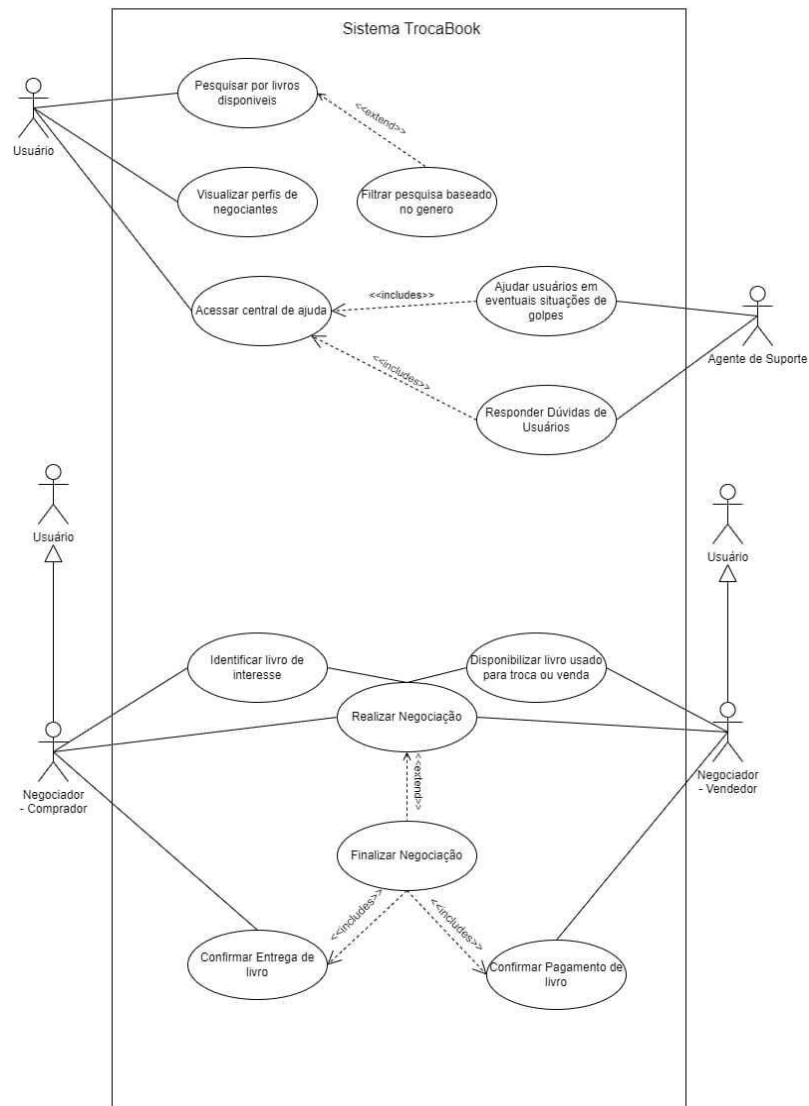 Sistema TrocaBook
Pesquisar por livros
disponiveis
<<extend>>
Usuário
Visualizar perfis de
negociantes
Filtrar pesquisa baseado
no genero
Acessar central de ajuda
<<includes>>
Ajudar usuários em
eventuais situações de
golpes
Agente de Suporte
<<includes>>
Responder Dúvidas de
Usuários
Usuário
Usuário
Identificar livro de
interesse
Disponibilizar livro usado
para troca ou venda
Realizar Negociação
Negociador
- Comprador
Negociador
- Vendedor
<<extend>>
Finalizar Negociação
<<includes>>
<<includes>>
Confirmar Entrega de
livro
Confirmar Pagamento de
livro